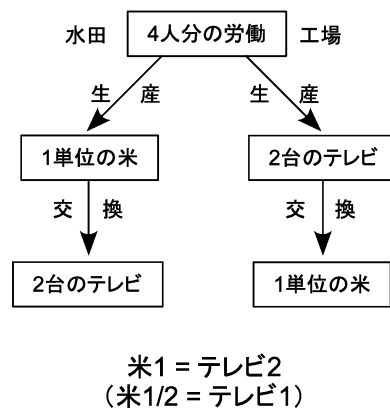 水田 4人分の労働 工場
生産 生産
1単位の米 2台のテレビ
交換 交換
2台のテレビ 1単位の米
米1 = テレビ2
（米1/2 = テレビ1）